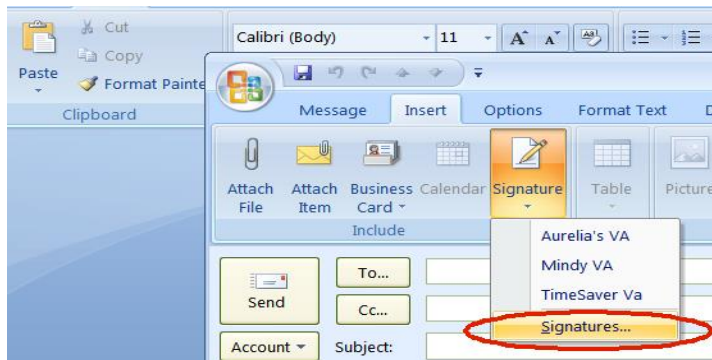 Cut
Copy
Paste
Format Painte
Clipboard
Calibri (Body)
11
A A
Message Insert Options Format Text D
Attach File
Attach Item
Business Card
Calendar
Signature
Table
Picture
Include
Aurelia's VA
Mindy VA
TimeSaver Va
Signatures...
Send
To...
Cc...
Account
Subject: